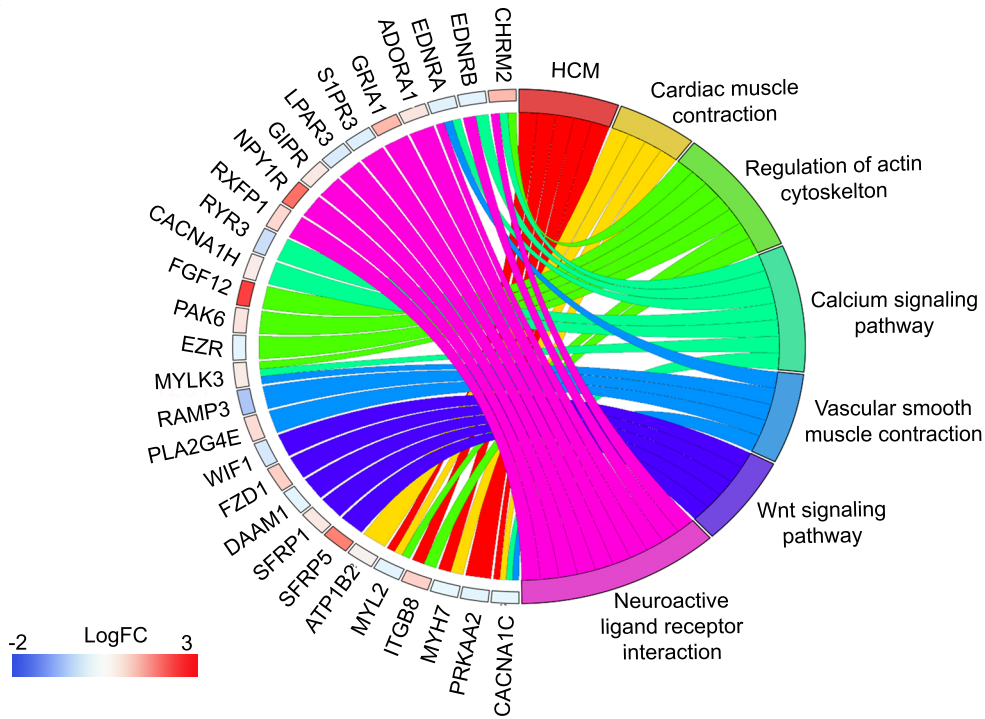 HCM
Cardiac muscle
contraction
Regulation of actin
cytoskelton
Calcium signaling
pathway
Vascular smooth
muscle contraction
Wnt signaling
pathway
Neuroactive
ligand receptor
interaction
CHRM2
EDNRB
EDNRA
ADORA1
GRIA1
S1PR3
LPAR3
GIPR
NPY1R
RXFP1
RYR3
CACNA1H
FGF12
PAK6
EZR
MYLK3
RAMP3
PLA2G4E
WIF1
FZD1
DAAM1
SFRP1
SFRP5
ATP1B2
MYL2
ITGB8
MYH7
PRKAA2
CACNA1C
LogFC
-2
3